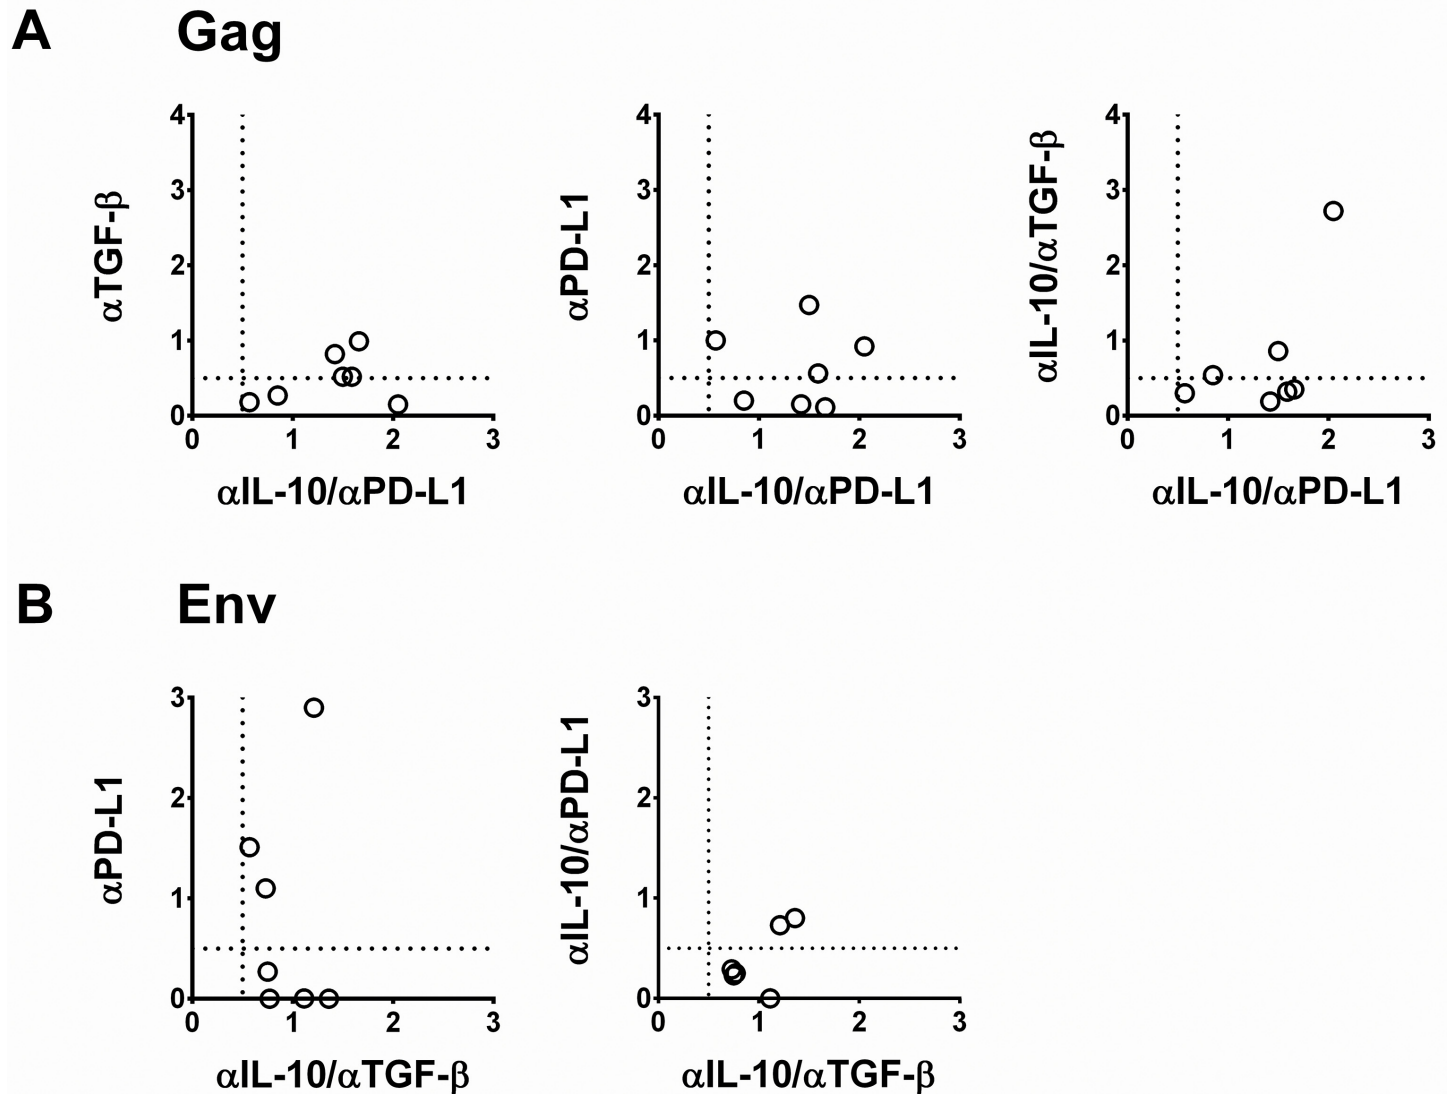 A Gag
4 4 4
3 3 3
2 2 2
1 1 1
0 0 0
αTGF-β
αPD-L1
αIL-10/αTGF-β
0 1 2 3 0 1 2 3 0 1 2 3
αIL-10/αPD-L1 αIL-10/αPD-L1 αIL-10/αPD-L1
B Env
3 3
2 2
1 1
0 0
αPD-L1
αIL-10/αPD-L1
0 1 2 3 0 1 2 3
αIL-10/αTGF-β αIL-10/αTGF-β